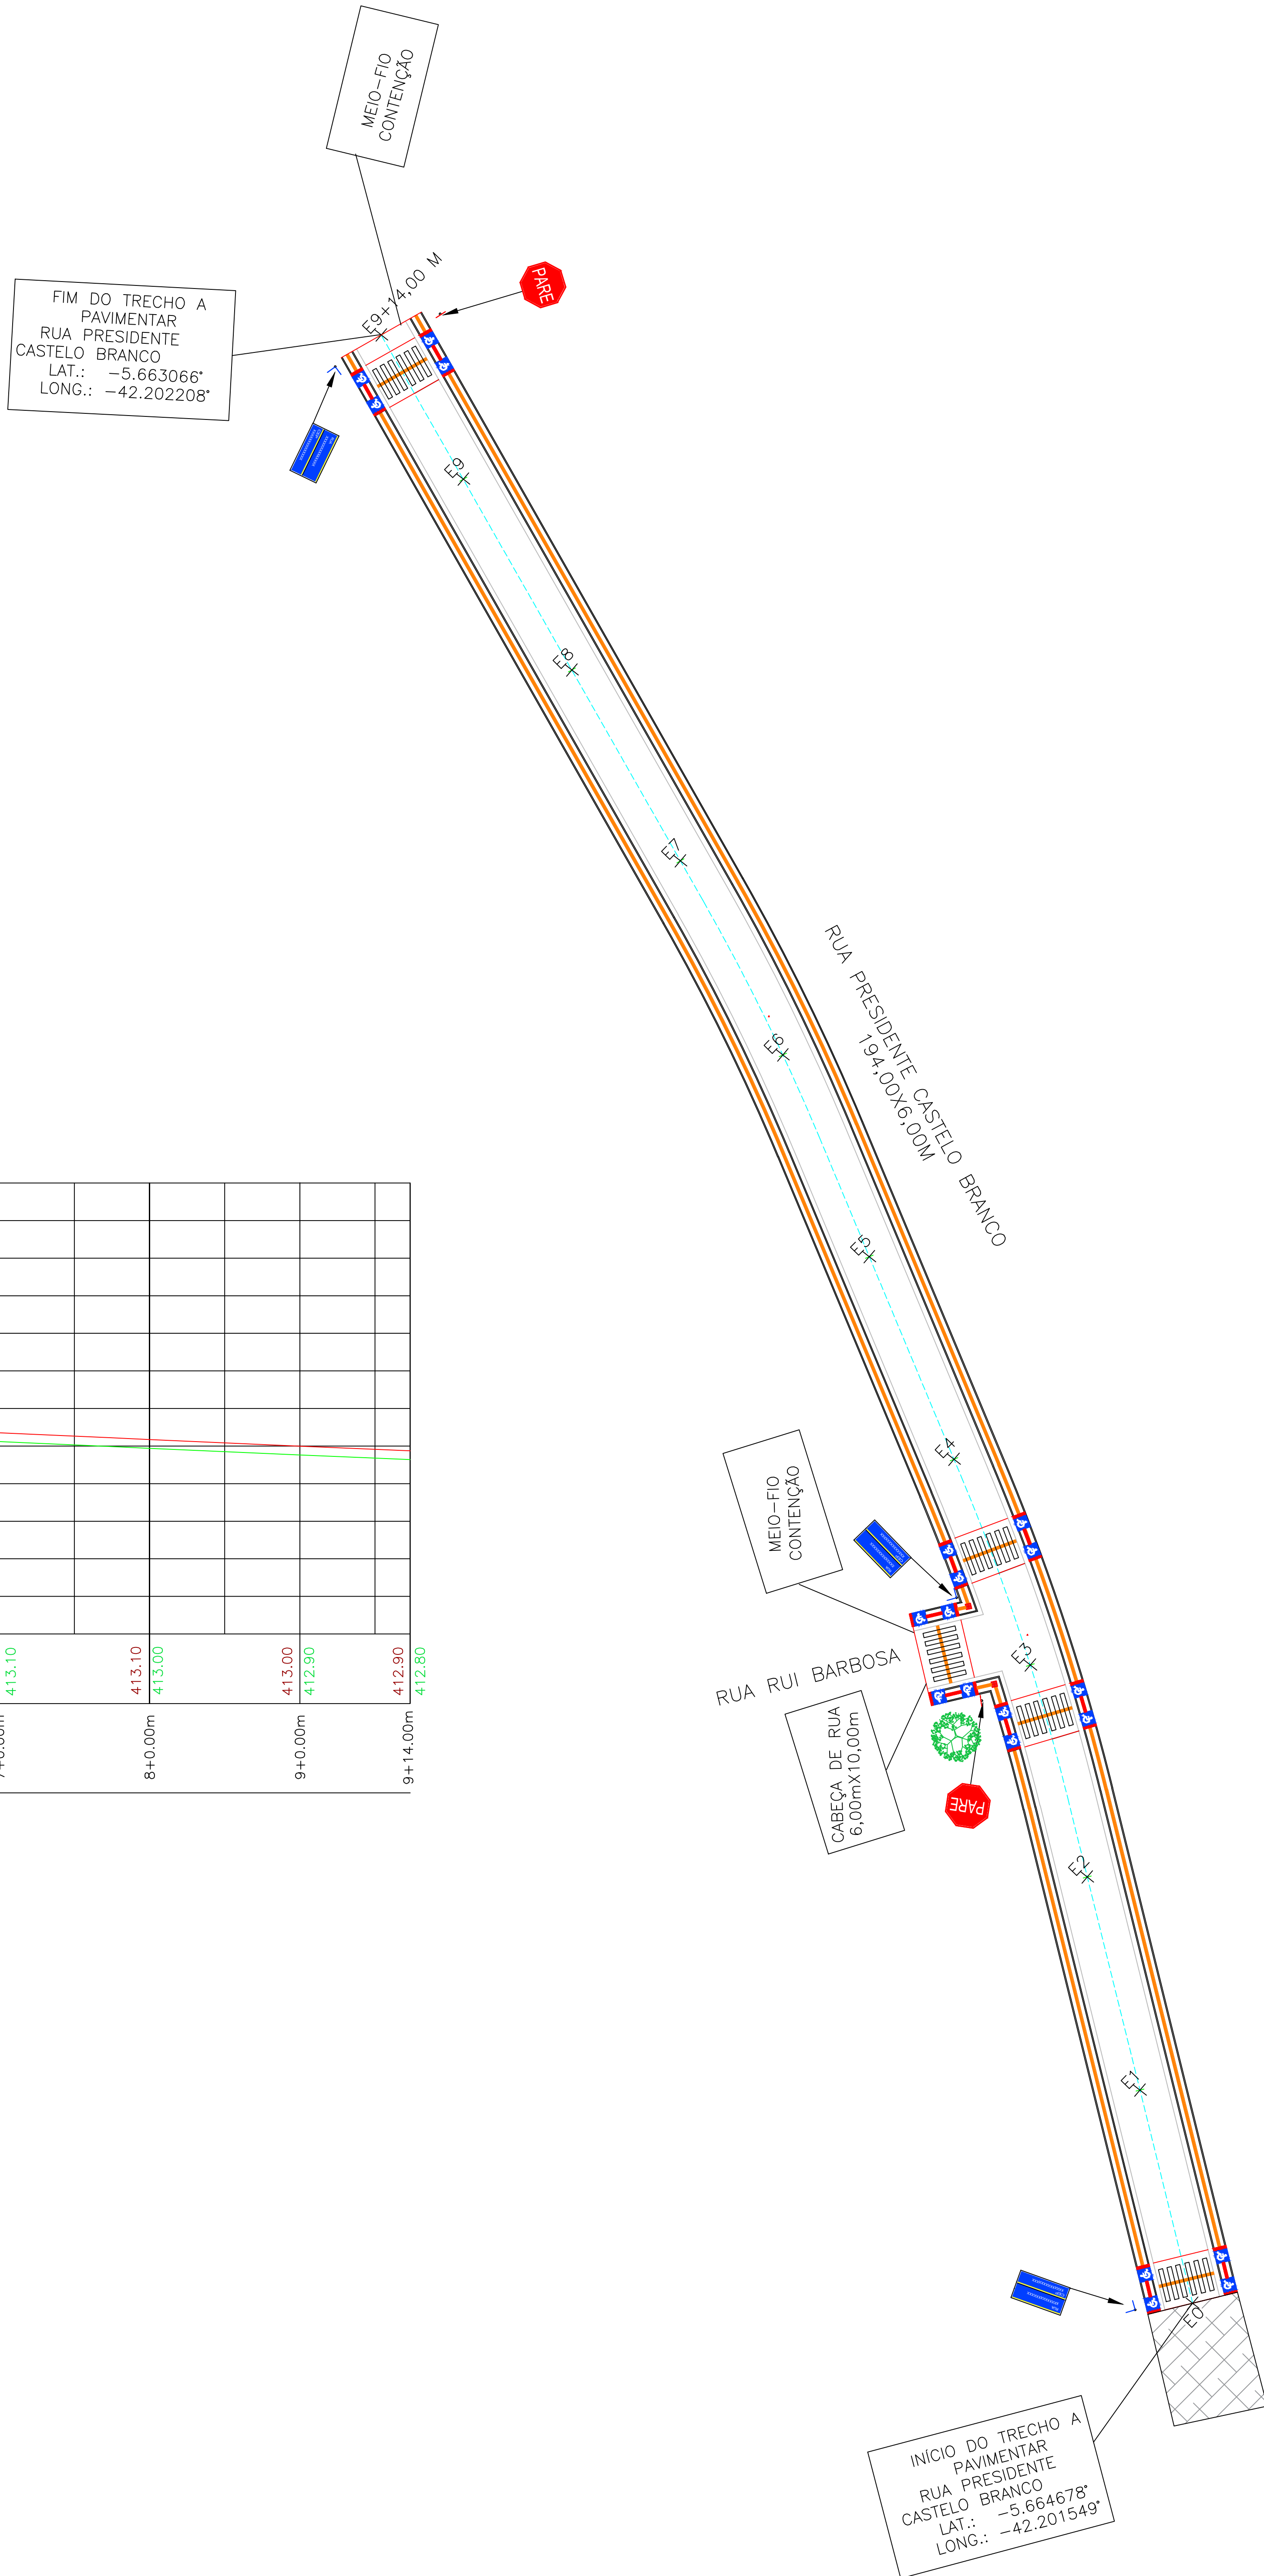 MEIO-FIO
CONTENÇÃO
FIM DO TRECHO A
PAVIMENTAR
RUA PRESIDENTE
CASTELO BRANCO
LAT.: -5.663066°
LONG.: -42.202208°
E9+14,00 M
PARE
E9
E8
E7
E6
RUA PRESIDENTE CASTELO BRANCO
194,00X6,00M
E5
E4
MEIO-FIO
CONTENÇÃO
E3
RUA RUI BARBOSA
CABEÇA DE RUA
6,00mX10,00m
PARE
E2
E1
E0
INÍCIO DO TRECHO A
PAVIMENTAR
RUA PRESIDENTE
CASTELO BRANCO
LAT.: -5.664678°
LONG.: -42.201549°
413.10
413.10
413.00
8+0.00m
413.00
412.90
9+0.00m
412.90
412.80
9+14.00m